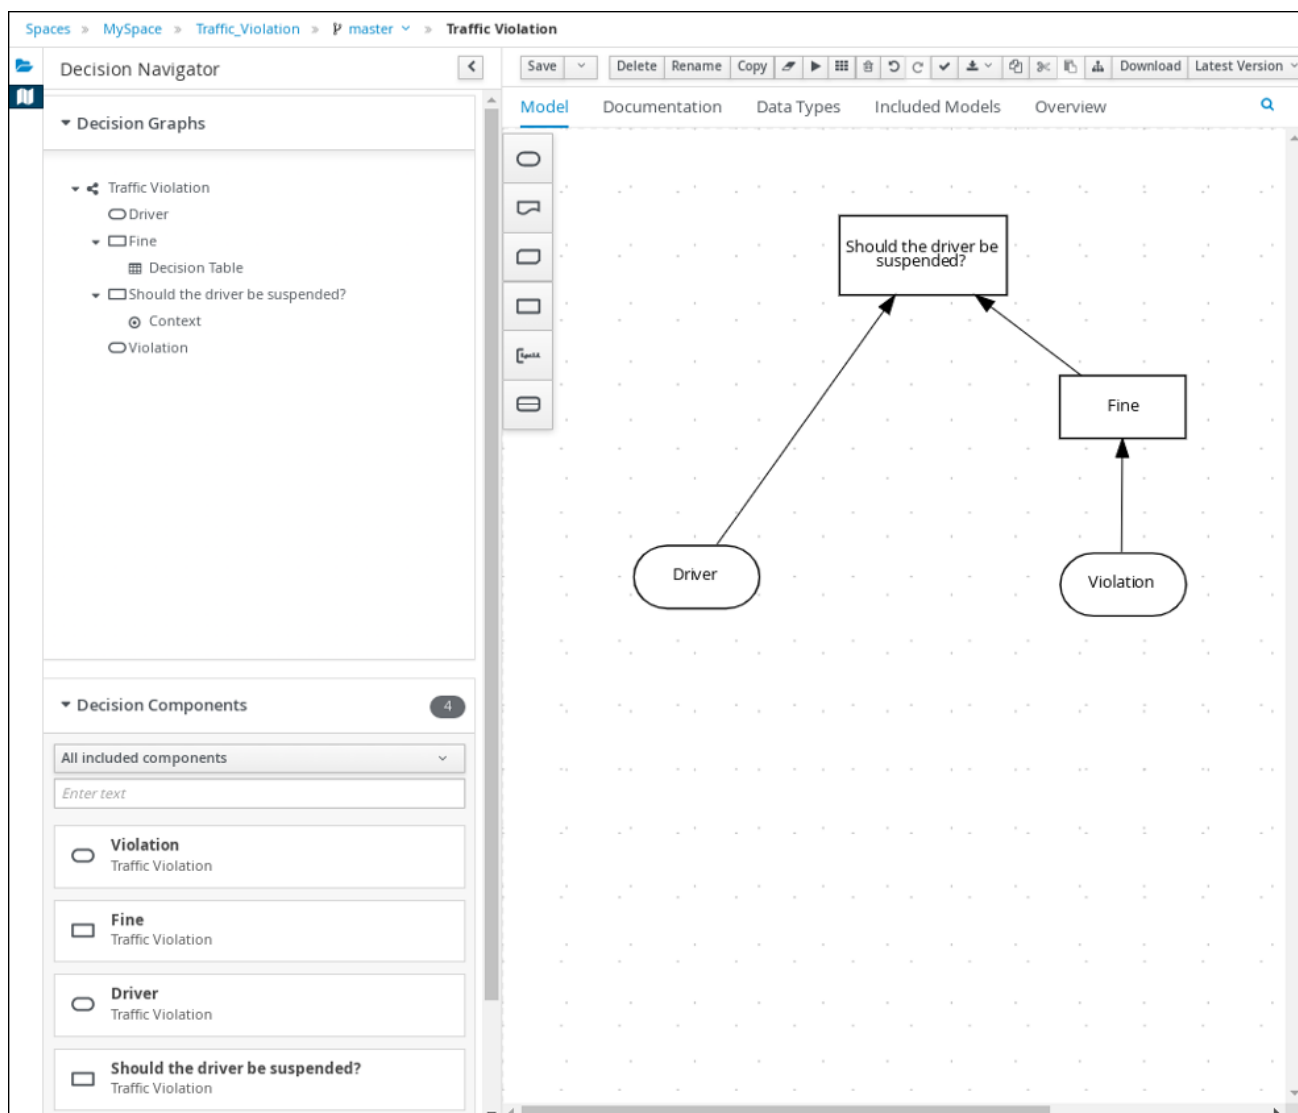 Spaces » MySpace » Traffic_Violation » master » Traffic Violation
Decision Navigator
Save Delete Rename Copy Download Latest Version
Model Documentation Data Types Included Models Overview
Decision Graphs
Traffic Violation
Driver
Fine
Decision Table
Should the driver be suspended?
Context
Violation
Should the driver be
suspended?
Fine
Driver
Violation
Decision Components 4
All included components
Enter text
Violation
Traffic Violation
Fine
Traffic Violation
Driver
Traffic Violation
Should the driver be suspended?
Traffic Violation